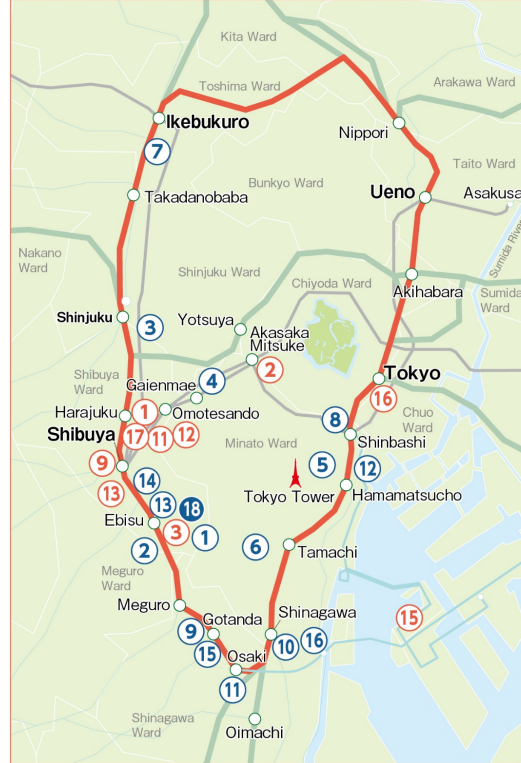 Kita Ward
Toshima Ward
Arakawa Ward
Ikebukuro
Nippori
7
Taito Ward
Bunkyo Ward
Ueno
Asakusa
Takadanobaba
Sumida River
Nakano
Ward
Shinjuku Ward
Chiyoda Ward
Akihabara
Sumida
Ward
Shinjuku
3
Yotsuya
Akasaka
Mitsuke
2
Shibuya
Ward
Gaienmae
4
Tokyo
16
Harajuku
1
Omotesando
Chuo
Ward
Shibuya
17
11
12
Minato Ward
8
Shinbashi
9
13
14
5
12
Tokyo Tower
Hamamatsucho
13
18
Ebisu
3
1
2
6
Tamachi
Meguro
Ward
Meguro
Gotanda
Shinagawa
15
9
15
Osaki
10
16
11
Shinagawa
Ward
Oimachi